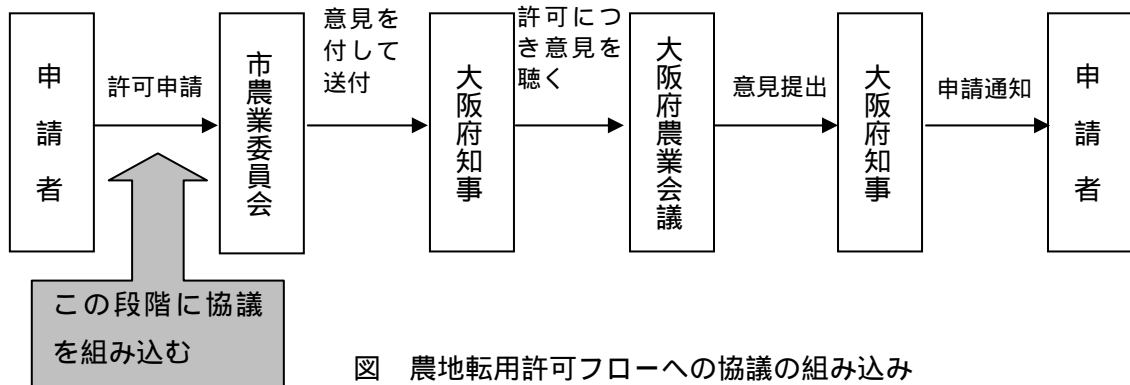 申請者
許可申請
市農業委員会
意見を
付して
送付
大阪府知事
許可につ
き意見を
聴く
大阪府農業会議
意見提出
大阪府知事
申請通知
申請者
この段階に協議
を組み込む
図　農地転用許可フローへの協議の組み込み